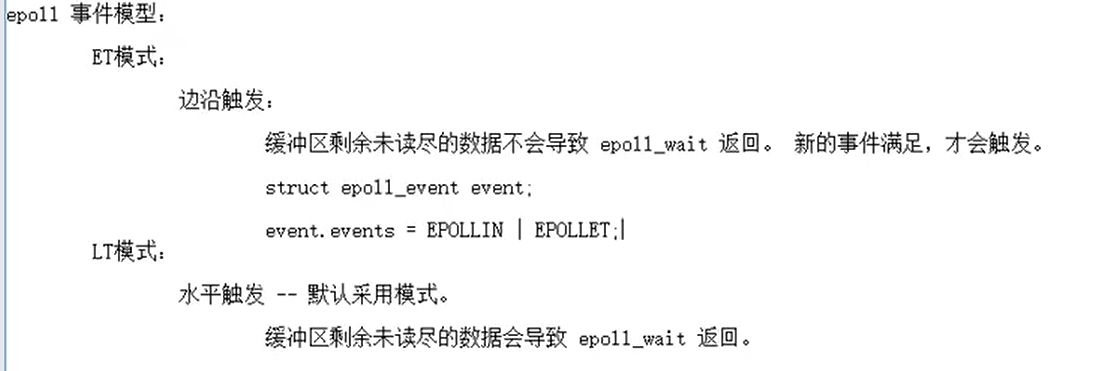 epoll 事件模型：
ET模式：
边沿触发：
缓冲区剩余未读尽的数据不会导致 epoll_wait 返回。 新的事件满足，才会触发。
struct epoll_event event;
event.events = EPOLLIN | EPOLLET;
LT模式：
水平触发 -- 默认采用模式。
缓冲区剩余未读尽的数据会导致 epoll_wait 返回。